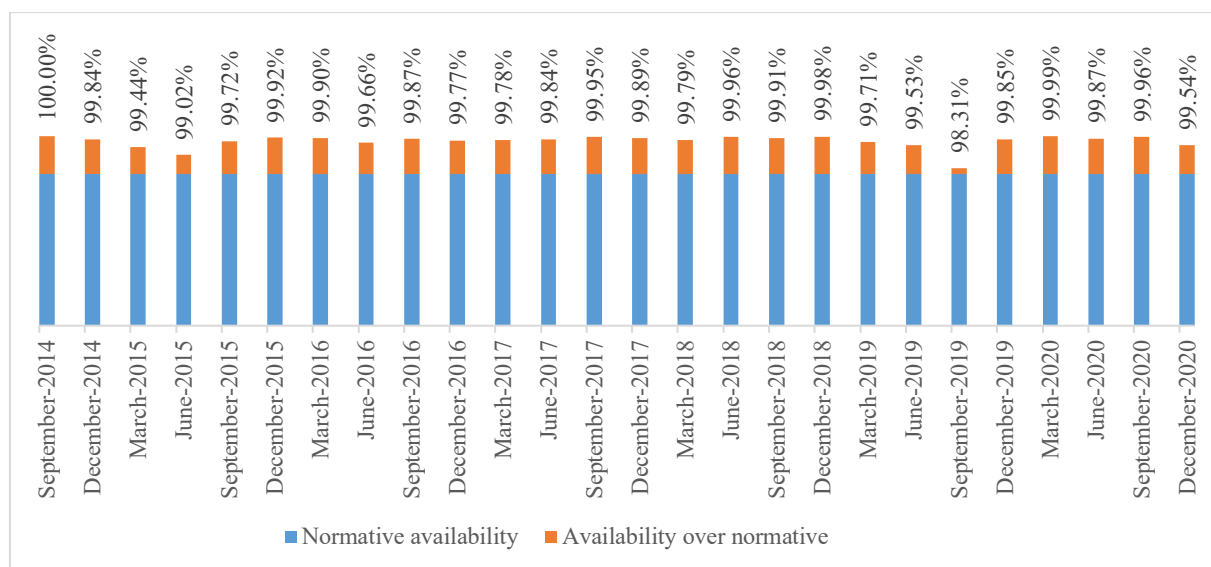 100.00%
99.84%
99.44%
99.02%
99.72%
99.92%
99.90%
99.66%
99.87%
99.77%
99.78%
99.84%
99.95%
99.89%
99.79%
99.96%
99.91%
99.98%
99.71%
99.53%
98.31%
99.85%
99.99%
99.87%
99.96%
99.54%
September-2014
December-2014
March-2015
June-2015
September-2015
December-2015
March-2016
June-2016
September-2016
December-2016
March-2017
June-2017
September-2017
December-2017
March-2018
June-2018
September-2018
December-2018
March-2019
June-2019
September-2019
December-2019
March-2020
June-2020
September-2020
December-2020
Normative availability
Availability over normative